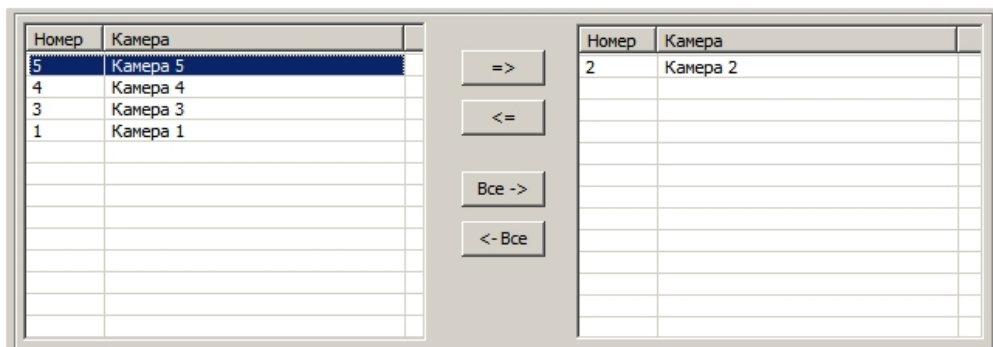 Номер Камера
5 Камера 5
4 Камера 4
3 Камера 3
1 Камера 1
=>
<=
Все ->
<- Все
Номер Камера
2 Камера 2